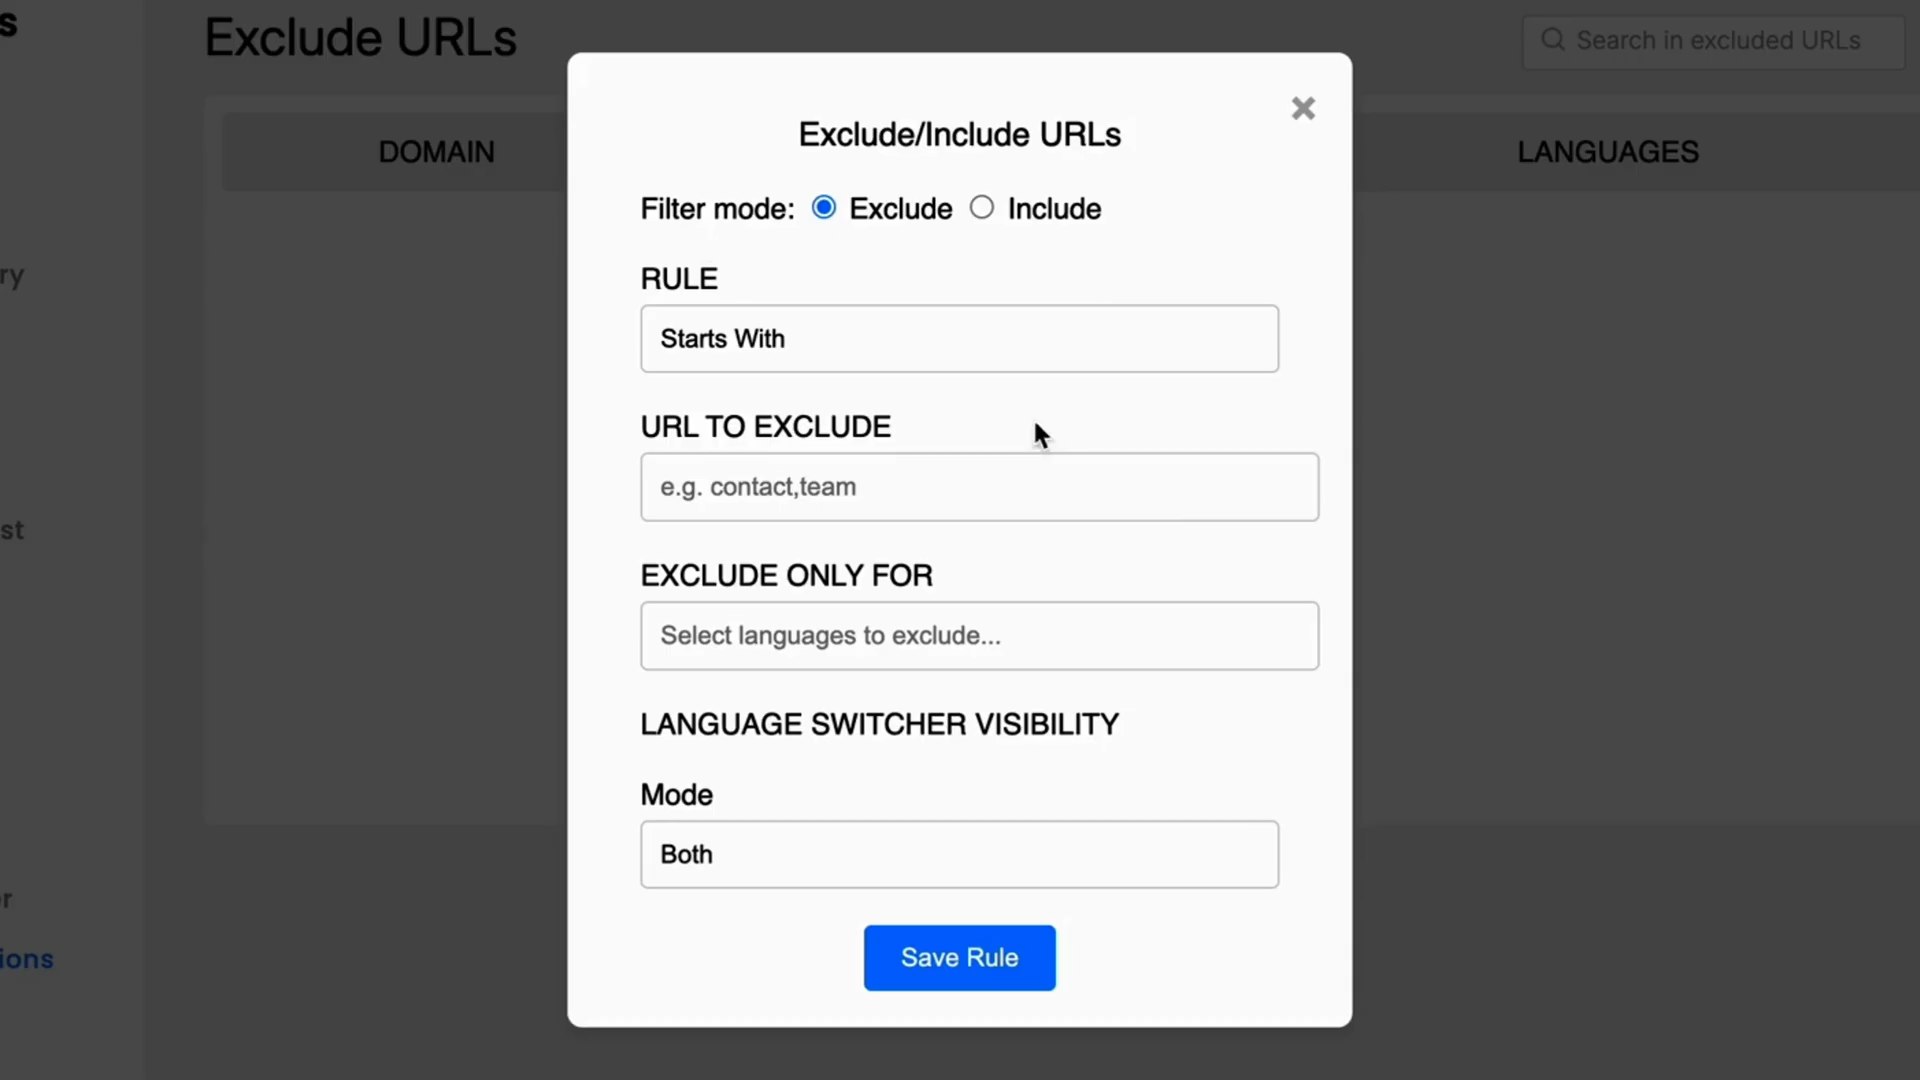 s
Exclude URLs
Search in excluded URLs
DOMAIN
LANGUAGES
ry
st
or
ions
Exclude/Include URLs
Filter mode: Exclude Include
RULE
Starts With
URL TO EXCLUDE
e.g. contact,team
EXCLUDE ONLY FOR
Select languages to exclude...
LANGUAGE SWITCHER VISIBILITY
Mode
Both
Save Rule